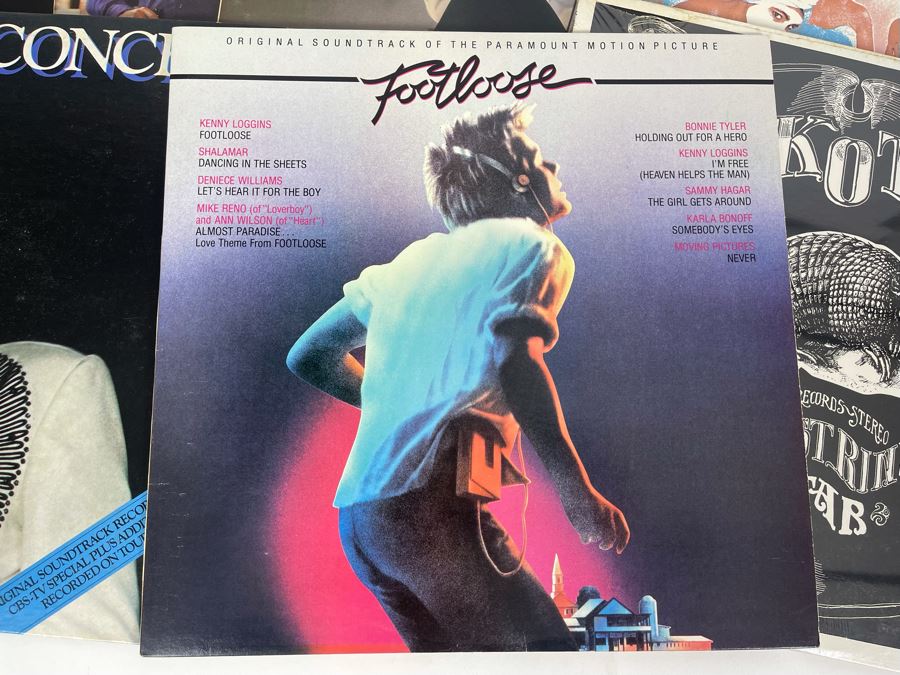 CONC
ORIGINAL SOUNDTRACK OF THE PARAMOUNT MOTION PICTURE
Footloose
KENNY LOGGINS
FOOTLOOSE
SHALAMAR
DANCING IN THE SHEETS
DENIECE WILLIAMS
LET'S HEAR IT FOR THE BOY
MIKE RENO (of "Loverboy")
and ANN WILSON (of "Heart")
ALMOST PARADISE...
Love Theme From FOOTLOOSE
BONNIE TYLER
HOLDING OUT FOR A HERO
KENNY LOGGINS
I'M FREE
(HEAVEN HELPS THE MAN)
SAMMY HAGAR
THE GIRL GETS AROUND
KARLA BONOFF
SOMEBODY'S EYES
MOVING PICTURES
NEVER
IGINAL SOUNDTRACK RECOR
CBS-TV SPECIAL PLUS ADDI
RECORDED ON TOU
KOT
RECORDS-STEREO
STRIN
AB